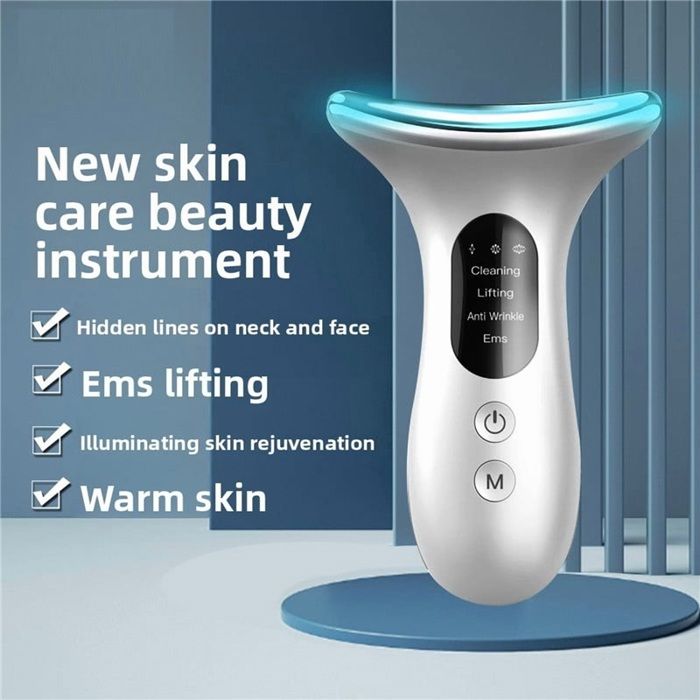 New skin
care beauty
instrument
Hidden lines on neck and face
Ems lifting
Illuminating skin rejuvenation
Warm skin
Cleaning
Lifting
Anti Wrinkle
Ems
M